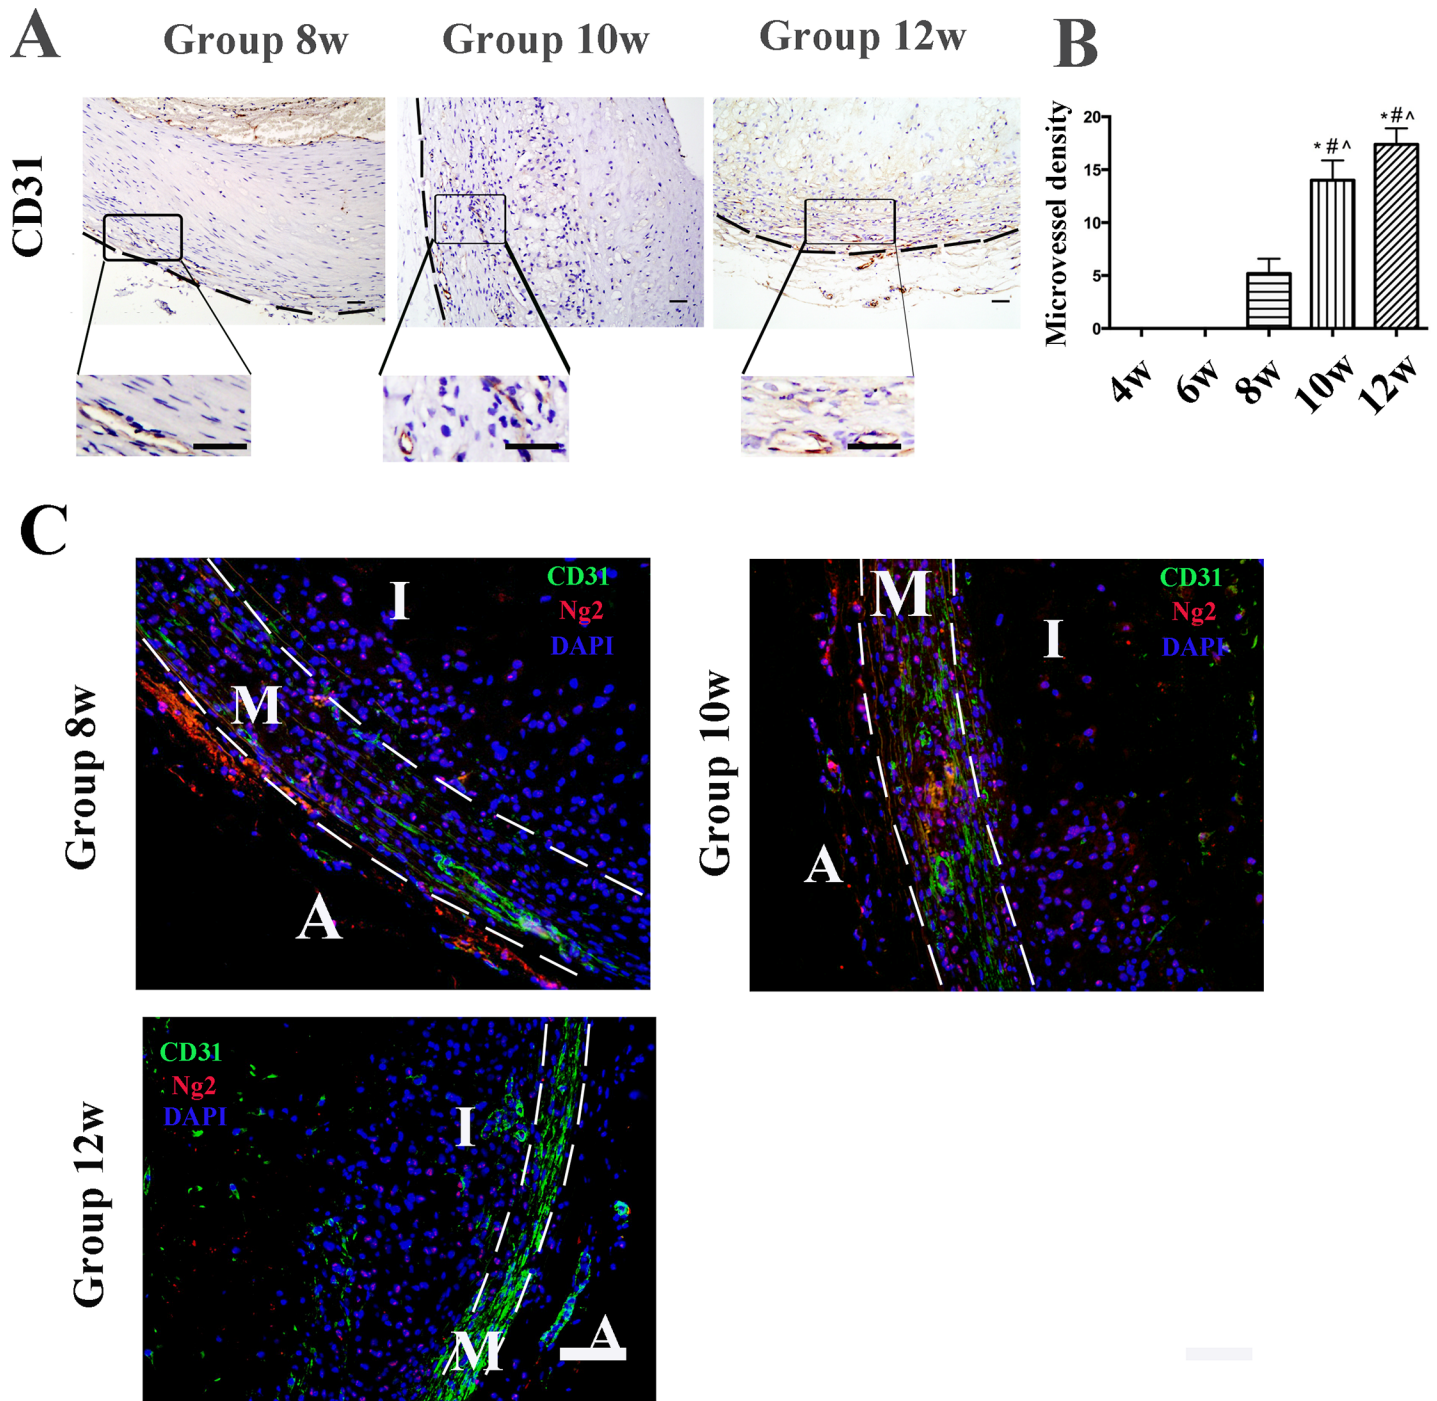 A
Group 8w
Group 10w
Group 12w
CD31
B
Microvessel density
20
15
10
5
0
*#^
*#^
4w
6w
8w
10w
12w
C
Group 8w
I
M
A
CD31
Ng2
DAPI
Group 10w
M
I
A
CD31
Ng2
DAPI
Group 12w
CD31
Ng2
DAPI
I
M
A